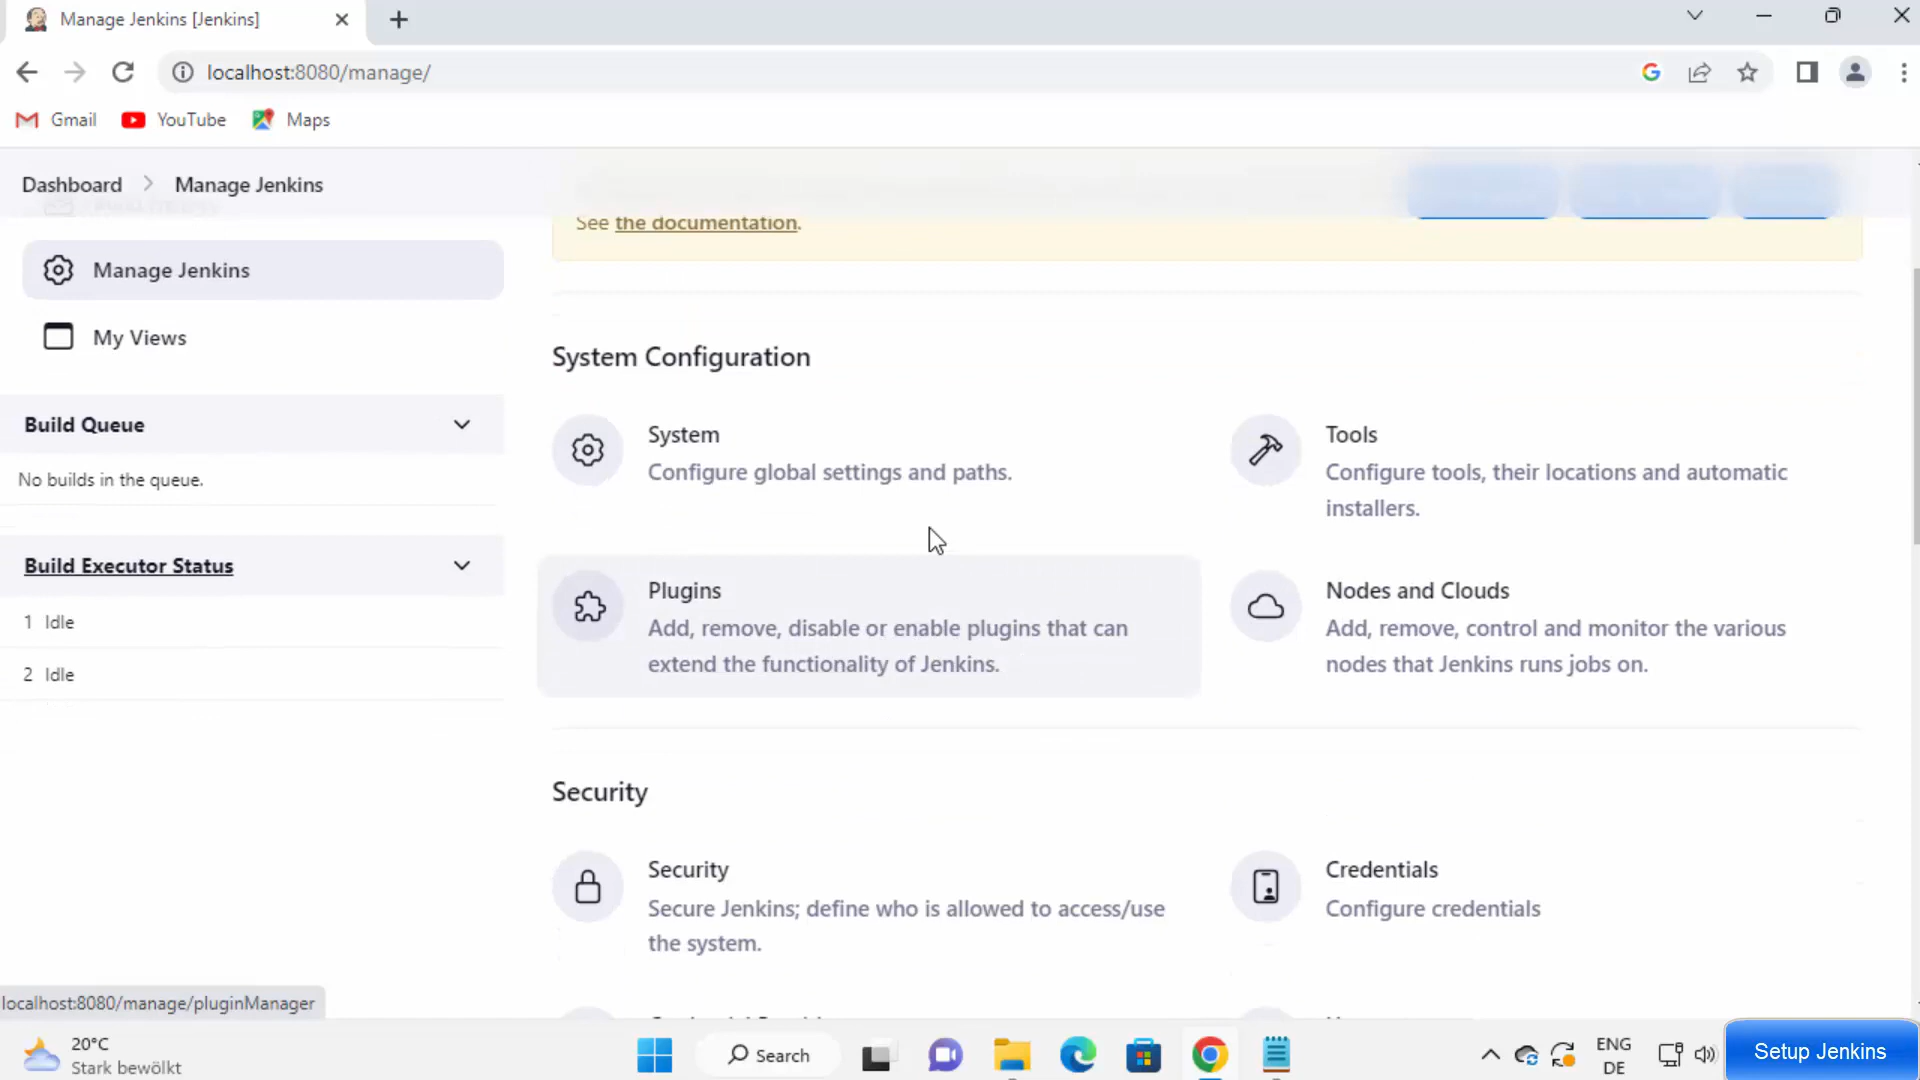 Manage Jenkins [Jenkins]
localhost:8080/manage/
Gmail YouTube Maps
Dashboard Manage Jenkins
See the documentation.
Manage Jenkins
My Views
Build Queue
No builds in the queue.
Build Executor Status
1 Idle
2 Idle
System Configuration
System
Configure global settings and paths.
Tools
Configure tools, their locations and automatic
installers.
Plugins
Add, remove, disable or enable plugins that can
extend the functionality of Jenkins.
Nodes and Clouds
Add, remove, control and monitor the various
nodes that Jenkins runs jobs on.
Security
Security
Secure Jenkins; define who is allowed to access/use
the system.
Credentials
Configure credentials
localhost:8080/manage/pluginManager
20°C
Stark bewölkt
Search
ENG
DE
Setup Jenkins